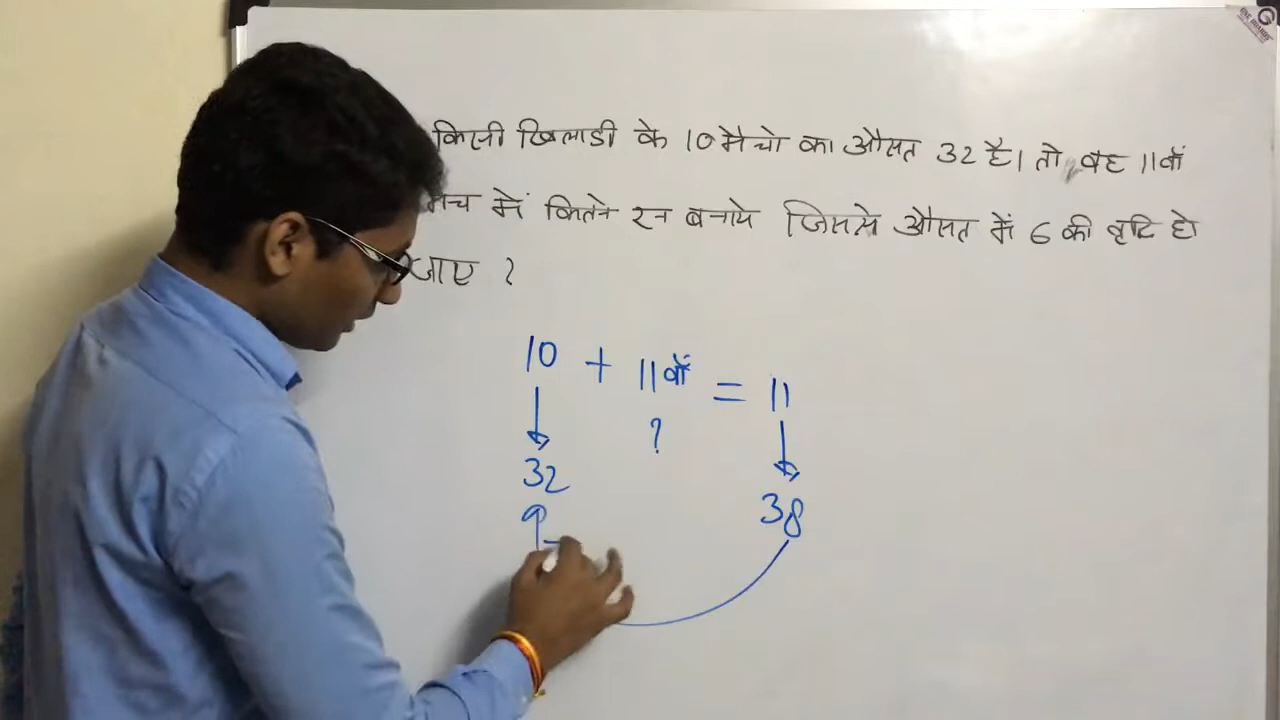 किसी खिलाडी के 10 मैचो का औसत 32 है। तो वह 11वाँ
मैच में कितने रन बनाये जिससे औसत में 6 की वृद्दि हो
जाए ?
10 + 11वाँ = 11
?
32
38